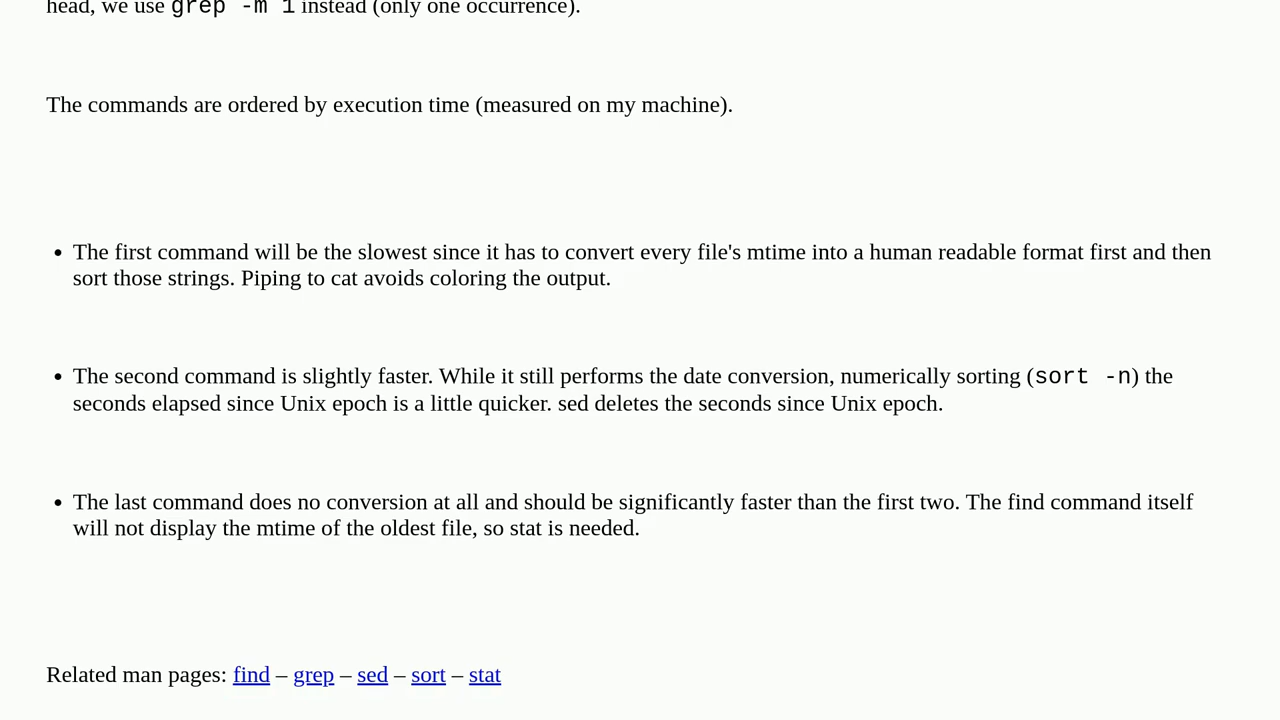 head, we use grep -m 1 instead (only one occurrence).
The commands are ordered by execution time (measured on my machine).
• The first command will be the slowest since it has to convert every file's mtime into a human readable format first and then
sort those strings. Piping to cat avoids coloring the output.
• The second command is slightly faster. While it still performs the date conversion, numerically sorting (sort -n) the
seconds elapsed since Unix epoch is a little quicker. sed deletes the seconds since Unix epoch.
• The last command does no conversion at all and should be significantly faster than the first two. The find command itself
will not display the mtime of the oldest file, so stat is needed.
Related man pages: find – grep – sed – sort – stat